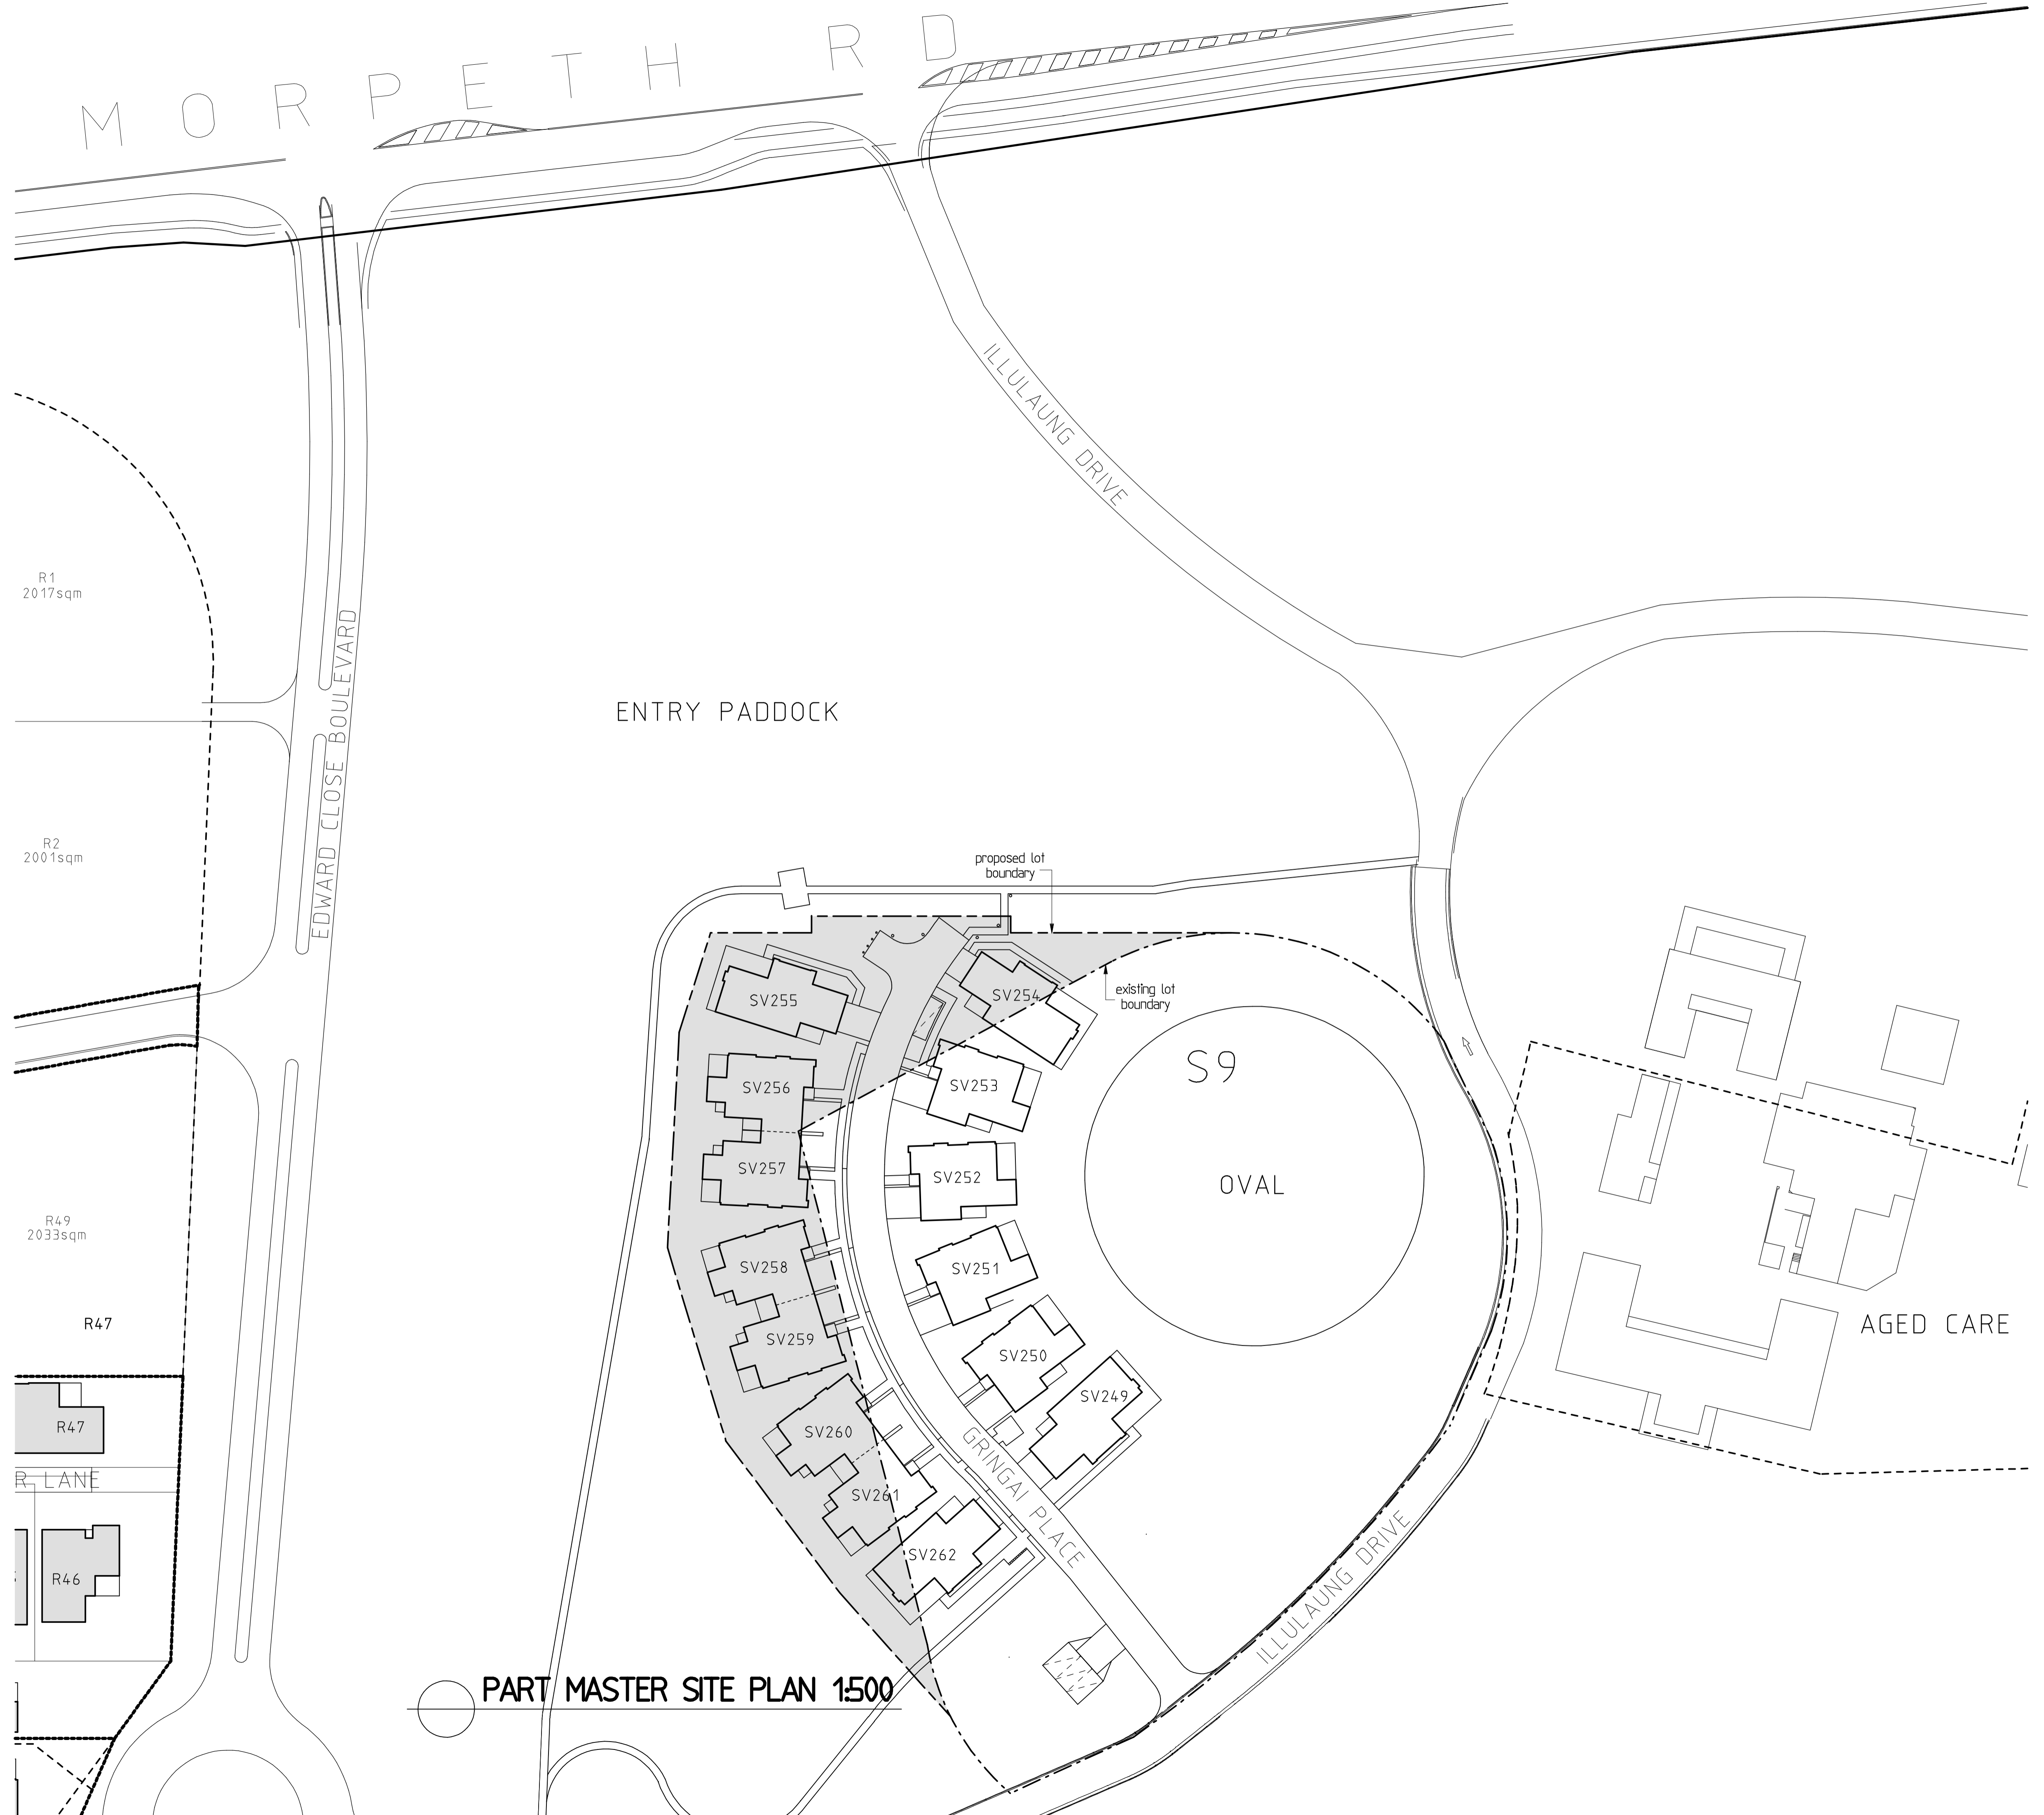 MORPETH RD
ILLULAUNG DRIVE
R1
2017sqm
EDWARD CLOSE BOULEVARD
ENTRY PADDOCK
R2
2001sqm
proposed lot
boundary
existing lot
boundary
SV255
SV254
SV256
SV253
S9
SV257
SV252
OVAL
R49
2033sqm
SV258
SV251
R47
SV259
SV250
AGED CARE
SV249
R47
SV260
GRINGAI PLACE
R LANE
SV261
ILLULAUNG DRIVE
SV262
R46
PART MASTER SITE PLAN 1:500